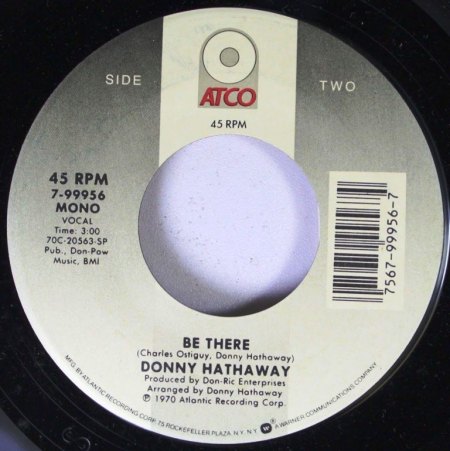 SIDE
TWO
ATCO
45 RPM
45 RPM
7-99956
MONO
VOCAL
Time: 3:00
70C-20563-SP
Pub., Don-Paw
Music, BMI
7567-99956-7
BE THERE
(Charles Ostiguy, Donny Hathaway)
DONNY HATHAWAY
Produced by Don-Ric Enterprises
Arranged by Donny Hathaway
℗ 1970 Atlantic Recording Corp.
MFG. BY ATLANTIC RECORDING CORP. 75 ROCKEFELLER PLAZA, N.Y. N.Y. A WARNER COMMUNICATIONS COMPANY